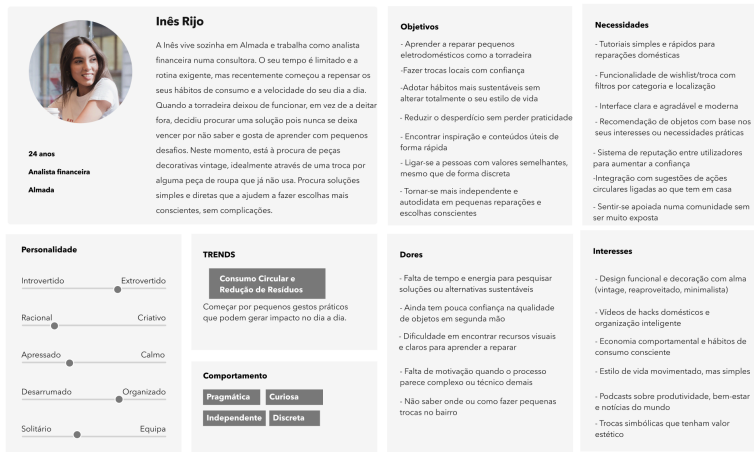 Inês Rijo
A Inês vive sozinha em Almada e trabalha como analista
financeira numa consultora. O seu tempo é limitado e a
rotina exigente, mas recentemente começou a repensar os
seus hábitos de consumo e a velocidade do seu dia a dia.
Quando a torradeira deixou de funcionar, em vez de a deitar
fora, decidiu procurar uma solução pois nunca se deixa
vencer por não saber e gosta de aprender com pequenos
desafios. Neste momento, está à procura de peças
decorativas vintage, idealmente através de uma troca por
alguma peça de roupa que já não usa. Procura soluções
simples e diretas que a ajudem a fazer escolhas mais
conscientes, sem complicações.
24 anos
Analista financeira
Almada
Objetivos
- Aprender a reparar pequenos
eletrodomésticos como a torradeira
-Fazer trocas locais com confiança
-Adotar hábitos mais sustentáveis sem
alterar totalmente o seu estilo de vida
- Reduzir o desperdício sem perder praticidade
- Encontrar inspiração e conteúdos úteis de
forma rápida
- Ligar-se a pessoas com valores semelhantes,
mesmo que de forma discreta
- Tornar-se mais independente e
autodidata em pequenas reparações e
escolhas conscientes
Necessidades
- Tutoriais simples e rápidos para
reparações domésticas
- Funcionalidade de wishlist/troca com
filtros por categoria e localização
- Interface clara e agradável e moderna
- Recomendação de objetos com base nos
seus interesses ou necessidades práticas
- Sistema de reputação entre utilizadores
para aumentar a confiança
-Integração com sugestões de ações
circulares ligadas ao que tem em casa
- Sentir-se apoiada numa comunidade sem
ser muito exposta
Personalidade
Introvertido Extrovertido
Racional Criativo
Apressado Calmo
Desarrumado Organizado
Solitário Equipa
TRENDS
Consumo Circular e
Redução de Resíduos
Começar por pequenos gestos práticos
que podem gerar impacto no dia a dia.
Comportamento
Pragmática Curiosa
Independente Discreta
Dores
- Falta de tempo e energia para pesquisar
soluções ou alternativas sustentáveis
- Ainda tem pouca confiança na qualidade
de objetos em segunda mão
- Dificuldade em encontrar recursos visuais
e claros para aprender a reparar
- Falta de motivação quando o processo
parece complexo ou técnico demais
- Não saber onde ou como fazer pequenas
trocas no bairro
Interesses
- Design funcional e decoração com alma
(vintage, reaproveitado, minimalista)
- Vídeos de hacks domésticos e
organização inteligente
- Economia comportamental e hábitos de
consumo consciente
- Estilo de vida movimentado, mas simples
- Podcasts sobre produtividade, bem-estar
e notícias do mundo
- Trocas simbólicas que tenham valor
estético